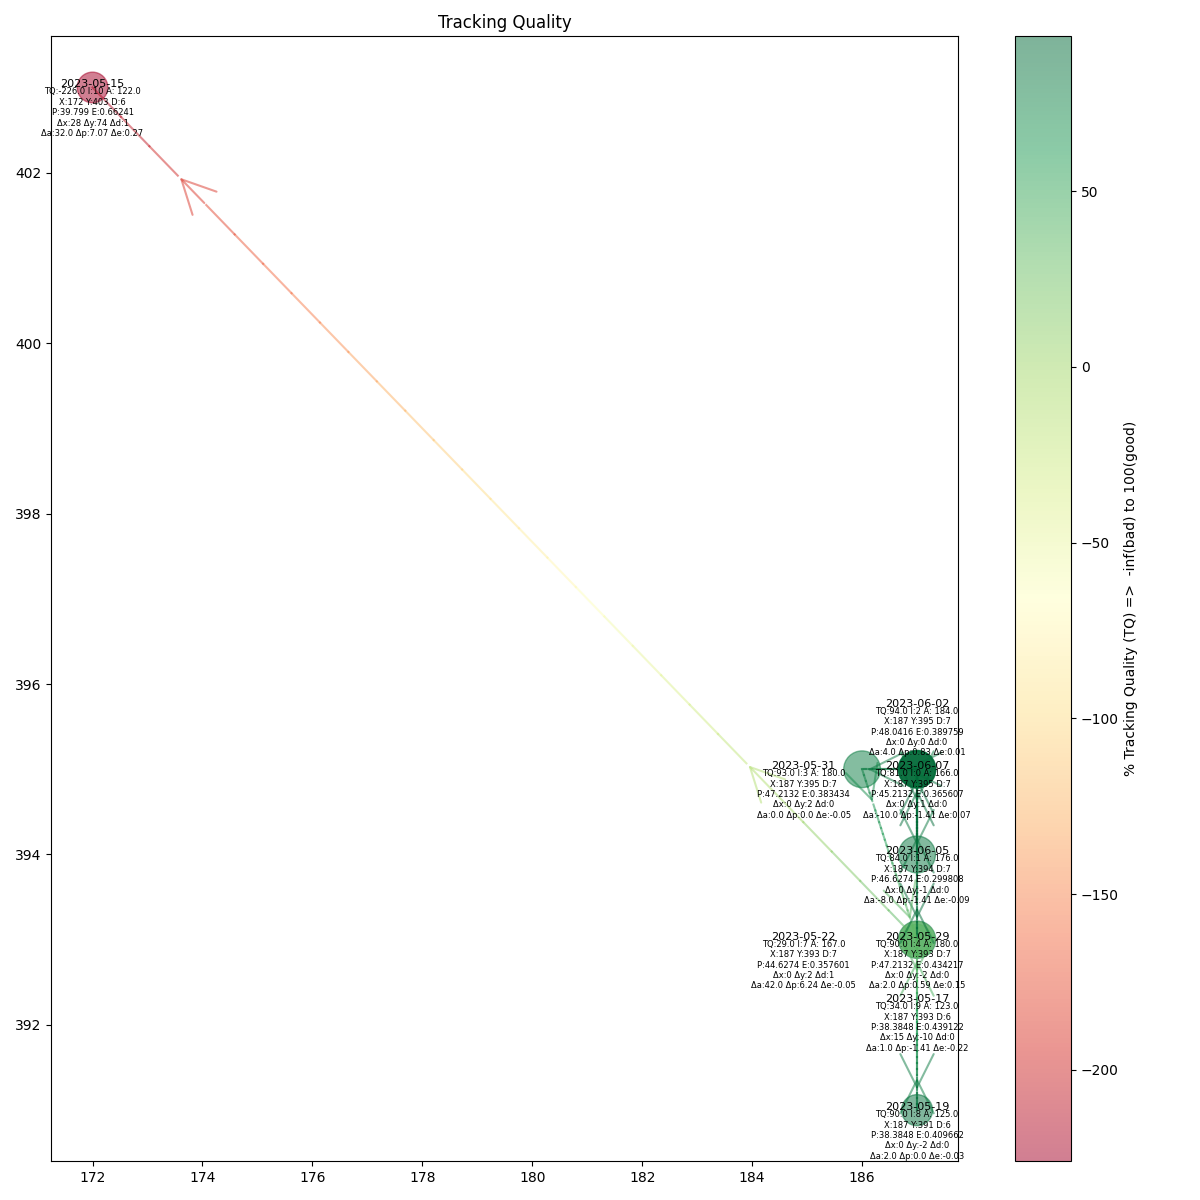 Tracking Quality
2023-05-15
TQ:-226.0 I:10 A: 122.0
X:172 Y:403 D:6
P:39.799 E:0.66241
Δx:28 Δy:74 Δd:1
Δa:32.0 Δp:7.07 Δe:0.27
2023-06-02
TQ:94.0 I:2 A: 184.0
X:187 Y:395 D:7
P:48.0416 E:0.389759
Δx:0 Δy:0 Δd:0
Δa:4.0 Δp:0.83 Δe:0.01
2023-05-31
TQ:93.0 I:3 A: 180.0
X:187 Y:395 D:7
P:47.2132 E:0.383434
Δx:0 Δy:2 Δd:0
Δa:0.0 Δp:0.0 Δe:-0.05
2023-06-07
TQ:81.0 I:0 A: 166.0
X:187 Y:395 D:7
P:45.2132 E:0.365607
Δx:0 Δy:1 Δd:0
Δa:-10.0 Δp:-1.41 Δe:0.07
2023-06-05
TQ:84.0 I:1 A: 176.0
X:187 Y:394 D:7
P:46.6274 E:0.299808
Δx:0 Δy:-1 Δd:0
Δa:-8.0 Δp:-1.41 Δe:-0.09
2023-05-22
TQ:29.0 I:7 A: 167.0
X:187 Y:393 D:7
P:44.6274 E:0.357601
Δx:0 Δy:2 Δd:1
Δa:42.0 Δp:6.24 Δe:-0.05
2023-05-29
TQ:90.0 I:4 A: 180.0
X:187 Y:393 D:7
P:47.2132 E:0.434217
Δx:0 Δy:-2 Δd:0
Δa:2.0 Δp:0.59 Δe:0.15
2023-05-17
TQ:34.0 I:9 A: 123.0
X:187 Y:393 D:6
P:38.3848 E:0.439122
Δx:15 Δy:-10 Δd:0
Δa:1.0 Δp:-1.41 Δe:-0.22
2023-05-19
TQ:90.0 I:8 A: 125.0
X:187 Y:391 D:6
P:38.3848 E:0.409662
Δx:0 Δy:-2 Δd:0
Δa:2.0 Δp:0.0 Δe:-0.03
402
400
398
396
394
392
172
174
176
178
180
182
184
186
50
0
−50
−100
−150
−200
% Tracking Quality (TQ) =>  -inf(bad) to 100(good)